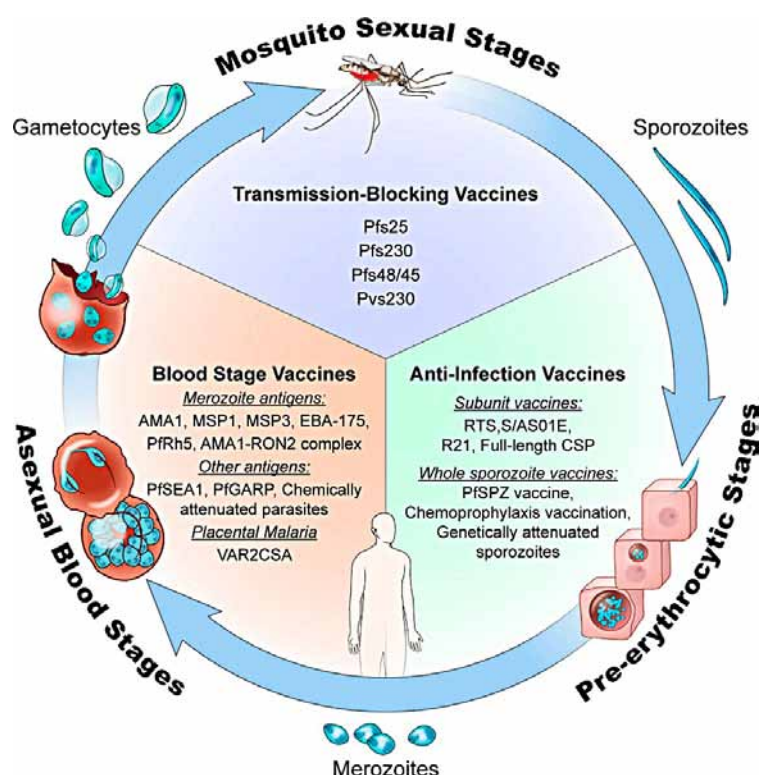 Mosquito Sexual Stages
Gametocytes
Sporozoites
Transmission-Blocking Vaccines
Pfs25
Pfs230
Pfs48/45
Pvs230
Blood Stage Vaccines
Merozoite antigens:
AMA1, MSP1, MSP3, EBA-175,
PfRh5, AMA1-RON2 complex
Other antigens:
PfSEA1, PfGARP, Chemically
attenuated parasites
Placental Malaria
VAR2CSA
Anti-Infection Vaccines
Subunit vaccines:
RTS,S/AS01E,
R21, Full-length CSP
Whole sporozoite vaccines:
PfSPZ vaccine,
Chemoprophylaxis vaccination,
Genetically attenuated
sporozoites
Asexual Blood Stages
Pre-erythrocytic Stages
Merozoites